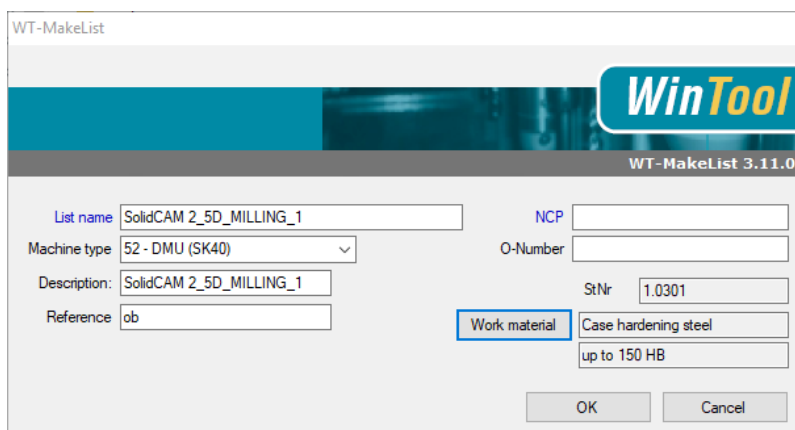 WT-MakeList
WinTool
WT-MakeList 3.11.0
List name SolidCAM 2_5D_MILLING_1 NCP
Machine type 52 - DMU (SK40) O-Number
Description: SolidCAM 2_5D_MILLING_1 StNr 1.0301
Reference ob Work material Case hardening steel
up to 150 HB
OK Cancel